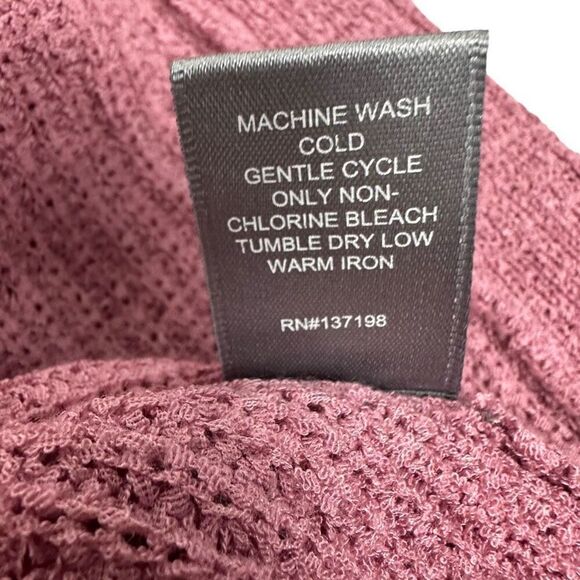 MACHINE WASH
COLD
GENTLE CYCLE
ONLY NON-
CHLORINE BLEACH
TUMBLE DRY LOW
WARM IRON
RN#137198